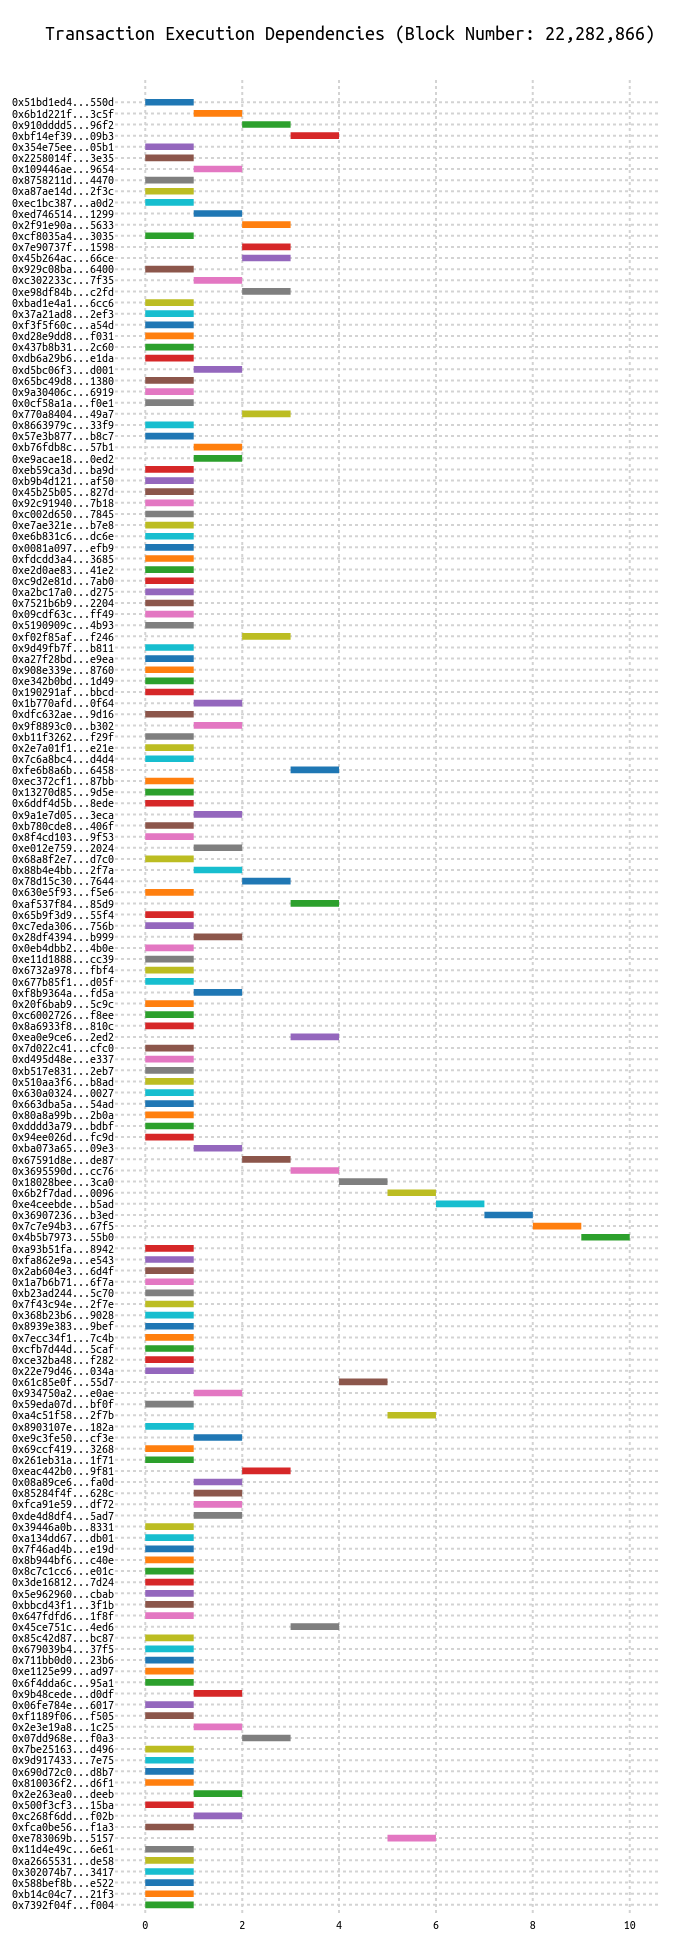 Transaction Execution Dependencies (Block Number: 22,282,866)
0x51bd1ed4...550d
0x6b1d221f...3c5f
0x910dddd5...96f2
0xbf14ef39...09b3
0x354e75ee...05b1
0x2258014f...3e35
0x109446ae...9654
0x8758211d...4470
0xa87ae14d...2f3c
0xec1bc387...a0d2
0xed746514...1299
0x2f91e90a...5633
0xcf8035a4...3035
0x7e90737f...1598
0x45b264ac...66ce
0x929c08ba...6400
0xc302233c...7f35
0xe98df84b...c2fd
0xbad1e4a1...6cc6
0x37a21ad8...2ef3
0xf3f5f60c...a54d
0xd28e9dd8...f031
0x437b8b31...2c60
0xdb6a29b6...e1da
0xd5bc06f3...d001
0x65bc49d8...1380
0x9a30406c...6919
0x0cf58a1a...f0e1
0x770a8404...49a7
0x8663979c...33f9
0x57e3b877...b8c7
0xb76fdb8c...57b1
0xe9acae18...0ed2
0xeb59ca3d...ba9d
0xb9b4d121...af50
0x45b25b05...827d
0x92c91940...7b18
0xc002d650...7845
0xe7ae321e...b7e8
0xe6b831c6...dc6e
0x0081a097...efb9
0xfdcdd3a4...3685
0xe2d0ae83...41e2
0xc9d2e81d...7ab0
0xa2bc17a0...d275
0x7521b6b9...2204
0x09cdf63c...ff49
0x5190909c...4b93
0xf02f85af...f246
0x9d49fb7f...b811
0xa27f28bd...e9ea
0x908e339e...8760
0xe342b0bd...1d49
0x190291af...bbcd
0x1b770afd...0f64
0xdfc632ae...9d16
0x9f8893c0...b302
0xb11f3262...f29f
0x2e7a01f1...e21e
0x7c6a8bc4...d4d4
0xfe6b8a6b...6458
0xec372cf1...87bb
0x13270d85...9d5e
0x6ddf4d5b...8ede
0x9a1e7d05...3eca
0xb780cde8...406f
0x8f4cd103...9f53
0xe012e759...2024
0x68a8f2e7...d7c0
0x88b4e4bb...2f7a
0x78d15c30...7644
0x630e5f93...f5e6
0xaf537f84...85d9
0x65b9f3d9...55f4
0xc7eda306...756b
0x28df4394...b999
0x0eb4dbb2...4b0e
0xe11d1888...cc39
0x6732a978...fbf4
0x677b85f1...d05f
0xf8b9364a...fd5a
0x20f6bab9...5c9c
0xc6002726...f8ee
0x8a6933f8...810c
0xea0e9ce6...2ed2
0x7d022c41...cfc0
0xd495d48e...e337
0xb517e831...2eb7
0x510aa3f6...b8ad
0x630a0324...0027
0x663dba5a...54ad
0x80a8a99b...2b0a
0xdddd3a79...bdbf
0x94ee026d...fc9d
0xba073a65...09e3
0x67591d8e...de87
0x3695590d...cc76
0x18028bee...3ca0
0x6b2f7dad...0096
0xe4ceebde...b5ad
0x36907236...b3ed
0x7c7e94b3...67f5
0x4b5b7973...55b0
0xa93b51fa...8942
0xfa862e9a...e543
0x2ab604e3...6d4f
0x1a7b6b71...6f7a
0xb23ad244...5c70
0x7f43c94e...2f7e
0x368b23b6...9028
0x8939e383...9bef
0x7ecc34f1...7c4b
0xcfb7d44d...5caf
0xce32ba48...f282
0x22e79d46...034a
0x61c85e0f...55d7
0x934750a2...e0ae
0x59eda07d...bf0f
0xa4c51f58...2f7b
0x8903107e...182a
0xe9c3fe50...cf3e
0x69ccf419...3268
0x261eb31a...1f71
0xeac442b0...9f81
0x08a89ce6...fa0d
0x85284f4f...628c
0xfca91e59...df72
0xde4d8df4...5ad7
0x39446a0b...8331
0xa134dd67...db01
0x7f46ad4b...e19d
0x8b944bf6...c40e
0x8c7c1cc6...e01c
0x3de16812...7d24
0x5e962960...cbab
0xbbcd43f1...3f1b
0x647fdfd6...1f8f
0x45ce751c...4ed6
0x85c42d87...bc87
0x679039b4...37f5
0x711bb0d0...23b6
0xe1125e99...ad97
0x6f4dda6c...95a1
0x9b48cede...d0df
0x06fe784e...6017
0xf1189f06...f505
0x2e3e19a8...1c25
0x07dd968e...f0a3
0x7be25163...d496
0x9d917433...7e75
0x690d72c0...d8b7
0x810036f2...d6f1
0x2e263ea0...deeb
0x500f3cf3...15ba
0xc268f6dd...f02b
0xfca0be56...f1a3
0xe783069b...5157
0x11d4e49c...6e61
0xa2665531...de58
0x302074b7...3417
0x588bef8b...e522
0xb14c04c7...21f3
0x7392f04f...f004
0 2 4 6 8 10